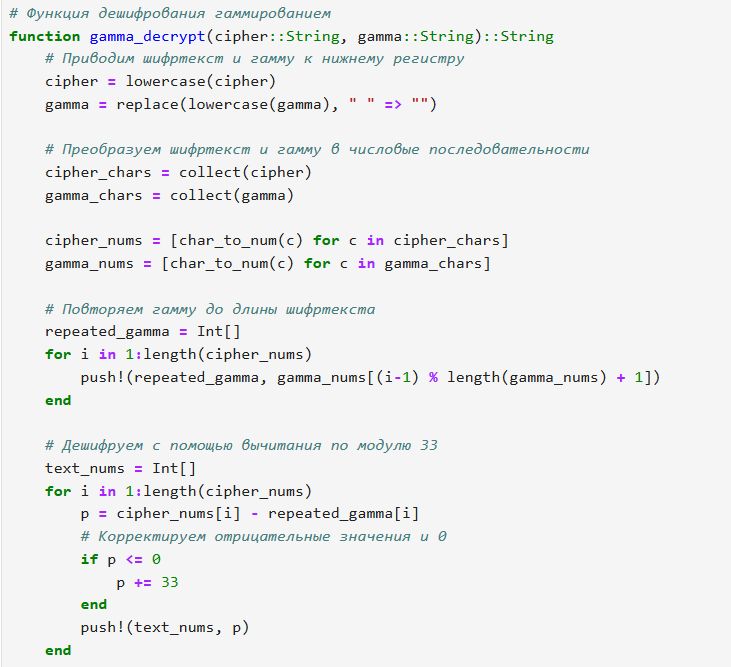 # Функция дешифрования гаммированием
function gamma_decrypt(cipher::String, gamma::String)::String
    # Приводим шифртекст и гамму к нижнему регистру
    cipher = lowercase(cipher)
    gamma = replace(lowercase(gamma), " " => "")

    # Преобразуем шифртекст и гамму в числовые последовательности
    cipher_chars = collect(cipher)
    gamma_chars = collect(gamma)

    cipher_nums = [char_to_num(c) for c in cipher_chars]
    gamma_nums = [char_to_num(c) for c in gamma_chars]

    # Повторяем гамму до длины шифртекста
    repeated_gamma = Int[]
    for i in 1:length(cipher_nums)
        push!(repeated_gamma, gamma_nums[(i-1) % length(gamma_nums) + 1])
    end

    # Дешифруем с помощью вычитания по модулю 33
    text_nums = Int[]
    for i in 1:length(cipher_nums)
        p = cipher_nums[i] - repeated_gamma[i]
        # Корректируем отрицательные значения и 0
        if p <= 0
            p += 33
        end
        push!(text_nums, p)
    end